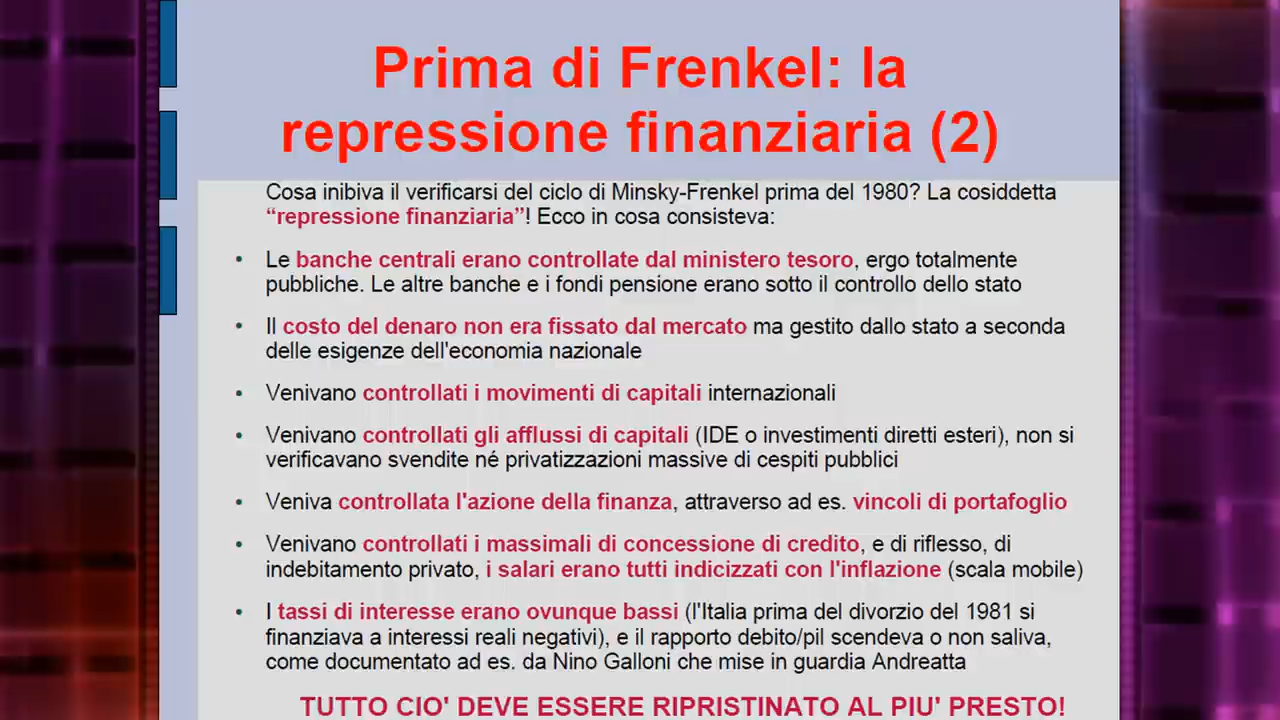 Prima di Frenkel: la
repressione finanziaria (2)
Cosa inibiva il verificarsi del ciclo di Minsky-Frenkel prima del 1980? La cosiddetta
“repressione finanziaria”! Ecco in cosa consisteva:
• Le banche centrali erano controllate dal ministero tesoro, ergo totalmente
pubbliche. Le altre banche e i fondi pensione erano sotto il controllo dello stato
• Il costo del denaro non era fissato dal mercato ma gestito dallo stato a seconda
delle esigenze dell'economia nazionale
• Venivano controllati i movimenti di capitali internazionali
• Venivano controllati gli afflussi di capitali (IDE o investimenti diretti esteri), non si
verificavano svendite né privatizzazioni massive di cespiti pubblici
• Veniva controllata l'azione della finanza, attraverso ad es. vincoli di portafoglio
• Venivano controllati i massimali di concessione di credito, e di riflesso, di
indebitamento privato, i salari erano tutti indicizzati con l'inflazione (scala mobile)
• I tassi di interesse erano ovunque bassi (l'Italia prima del divorzio del 1981 si
finanziava a interessi reali negativi), e il rapporto debito/pil scendeva o non saliva,
come documentato ad es. da Nino Galloni che mise in guardia Andreatta
TUTTO CIO' DEVE ESSERE RIPRISTINATO AL PIU' PRESTO!